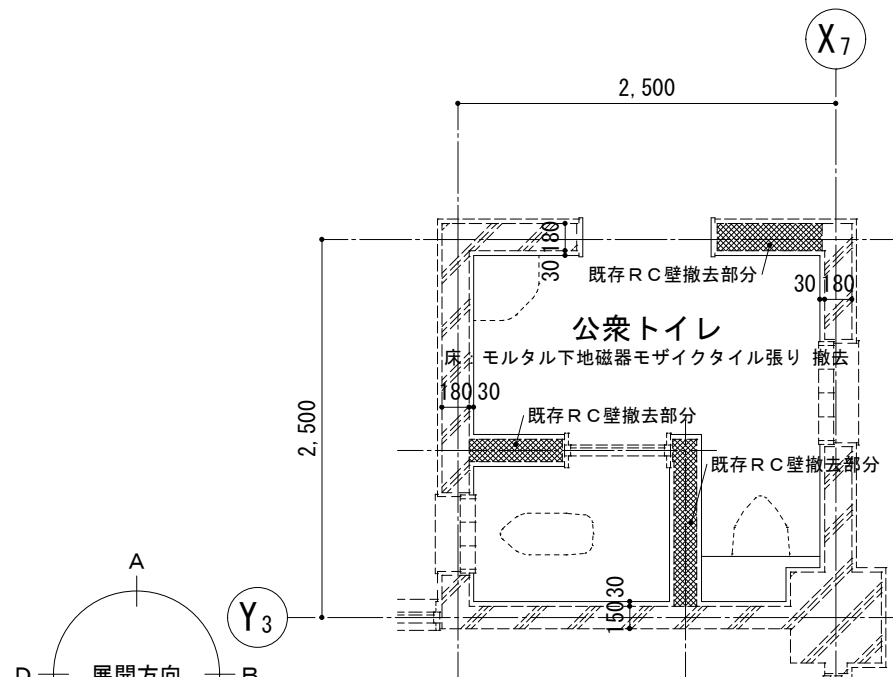 X7
2,500
180
30
既存RC壁撤去部分
30 180
公衆トイレ
床:モルタル下地磁器モザイクタイル張り 撤去
180 30
2,500
既存RC壁撤去部分
既存RC壁撤去部分
A
30
150
Y3
D
展開方向
B